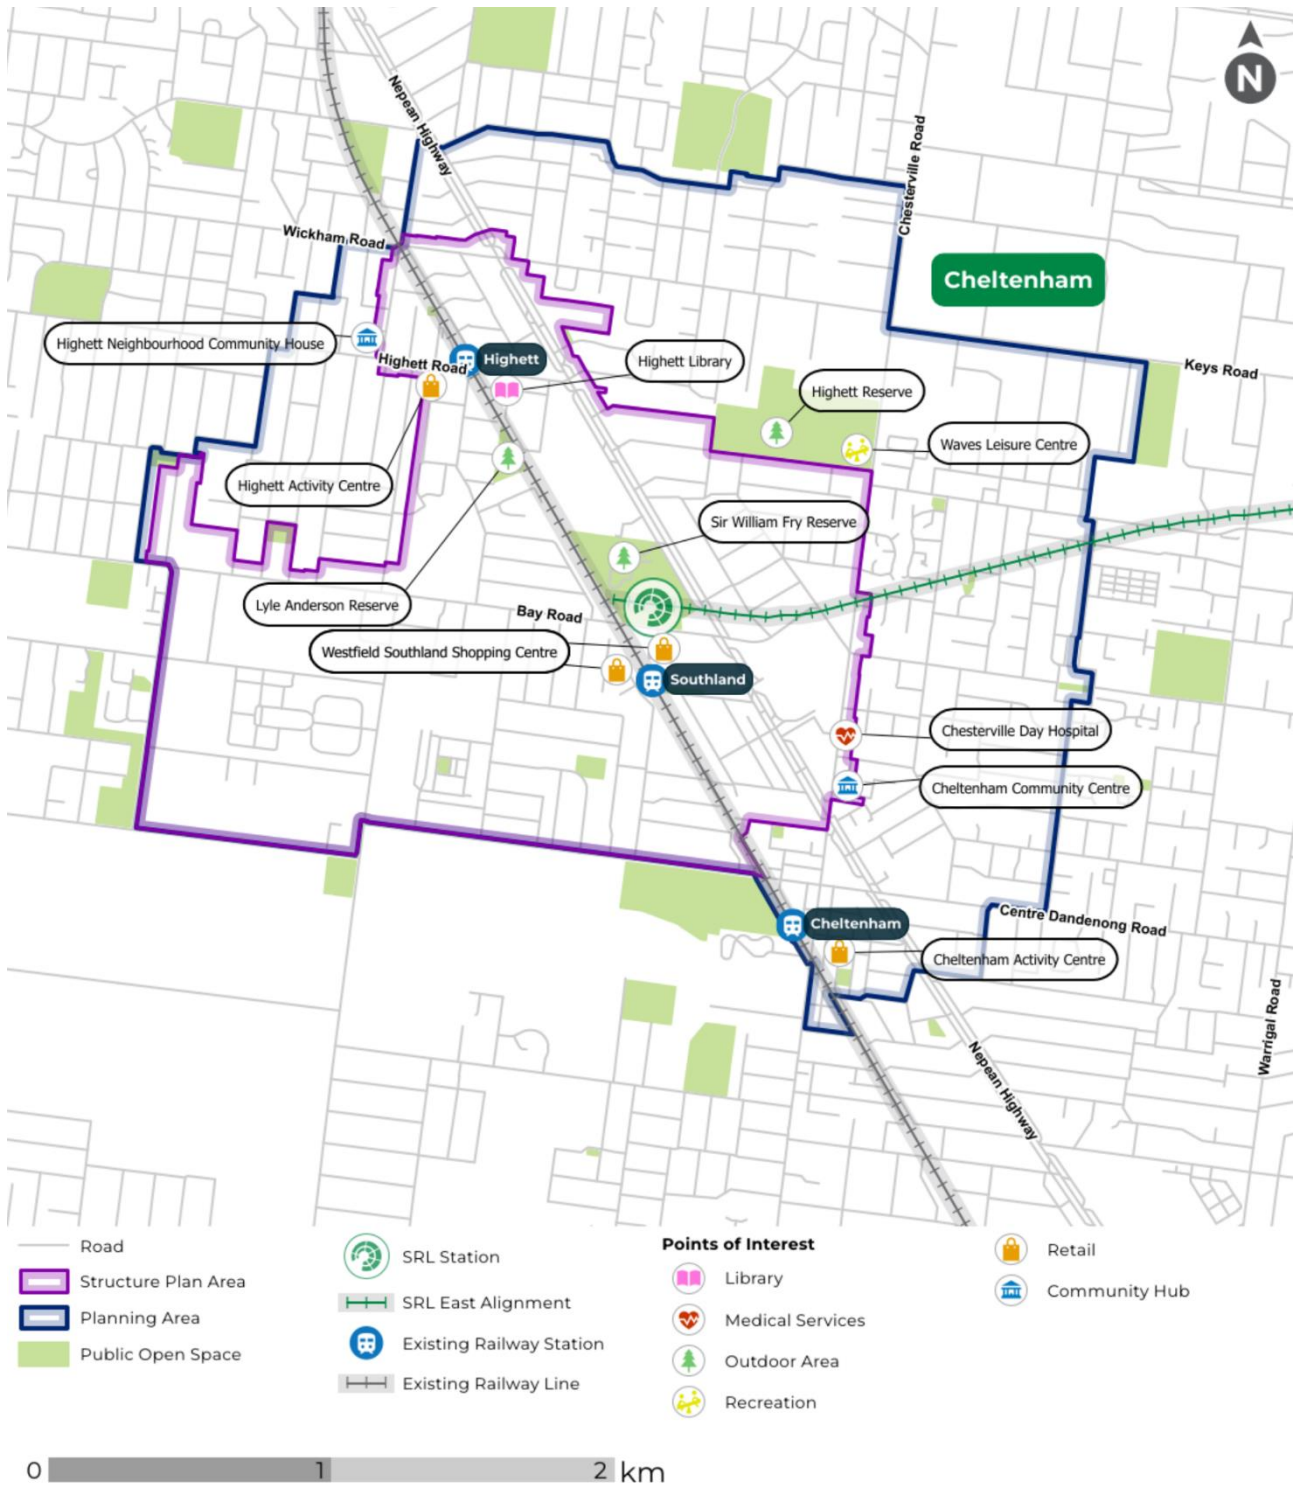 N
Nepean Highway
Chesterville Road
Wickham Road
Cheltenham
Highett Neighbourhood Community House
Highett
Highett Road
Highett Library
Keys Road
Highett Reserve
Waves Leisure Centre
Highett Activity Centre
Sir William Fry Reserve
Lyle Anderson Reserve
Bay Road
Westfield Southland Shopping Centre
Southland
Chesterville Day Hospital
Cheltenham Community Centre
Cheltenham
Centre Dandenong Road
Cheltenham Activity Centre
Warrigal Road
Nepean Highway
Road
Structure Plan Area
Planning Area
Public Open Space
SRL Station
SRL East Alignment
Existing Railway Station
Existing Railway Line
Points of Interest
Library
Medical Services
Outdoor Area
Recreation
Retail
Community Hub
0 1 2 km